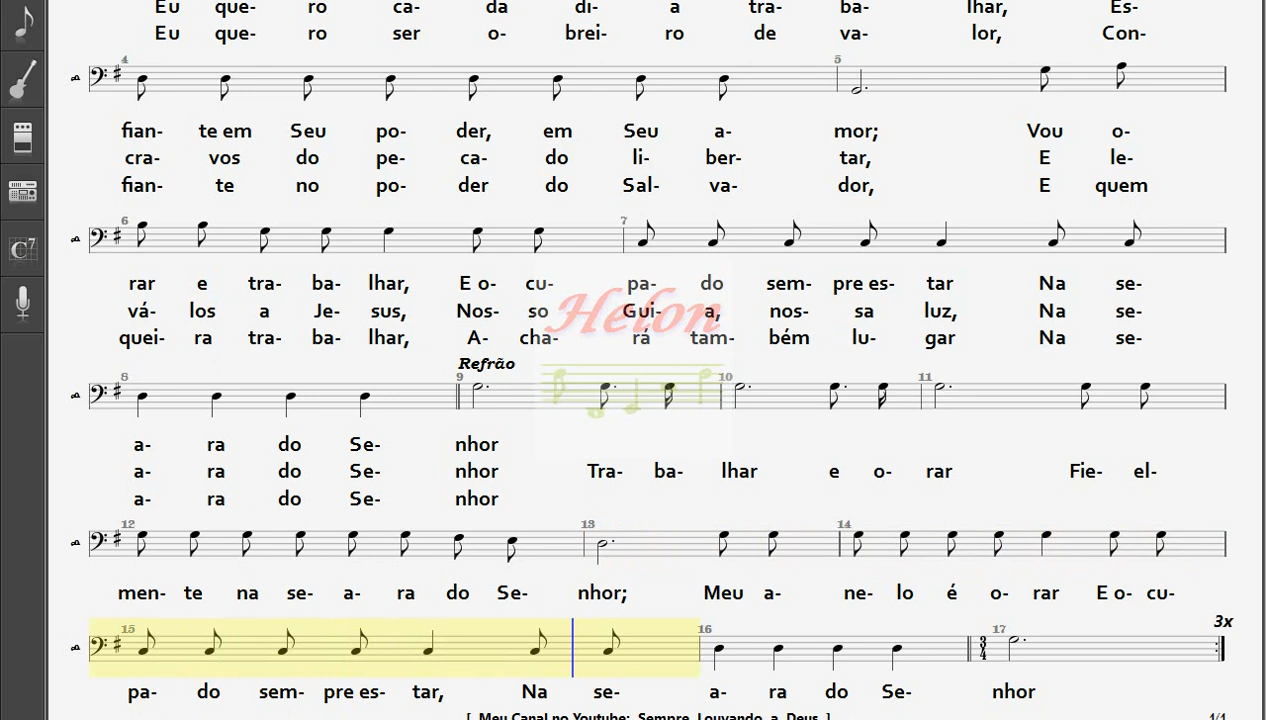 Eu que- ro ca- da di- a tra- ba- lhar, Es-
Eu que- ro ser o- brei- ro de va- lor, Con-
4 5
fian- te em Seu po- der, em Seu a- mor; Vou o-
cra- vos do pe- ca- do li- ber- tar, E le-
fian- te no po- der do Sal- va- dor, E quem
6 7
rar e tra- ba- lhar, E o- cu- pa- do sem- pre es- tar Na se-
vá- los a Je- sus, Nos- so Gui- a, nos- sa luz, Na se-
quei- ra tra- ba- lhar, A- cha- rá tam- bém lu- gar Na se-
Helon
Refrão
8 9 10 11
a- ra do Se- nhor
a- ra do Se- nhor Tra- ba- lhar e o- rar Fie- el-
a- ra do Se- nhor
12 13 14
men- te na se- a- ra do Se- nhor; Meu a- ne- lo é o- rar E o- cu-
3x
15 16 17
3
4
pa- do sem- pre es- tar, Na se- a- ra do Se- nhor
[ Meu Canal no Youtube: Sempre Louvando a Deus ] 1/1
C7